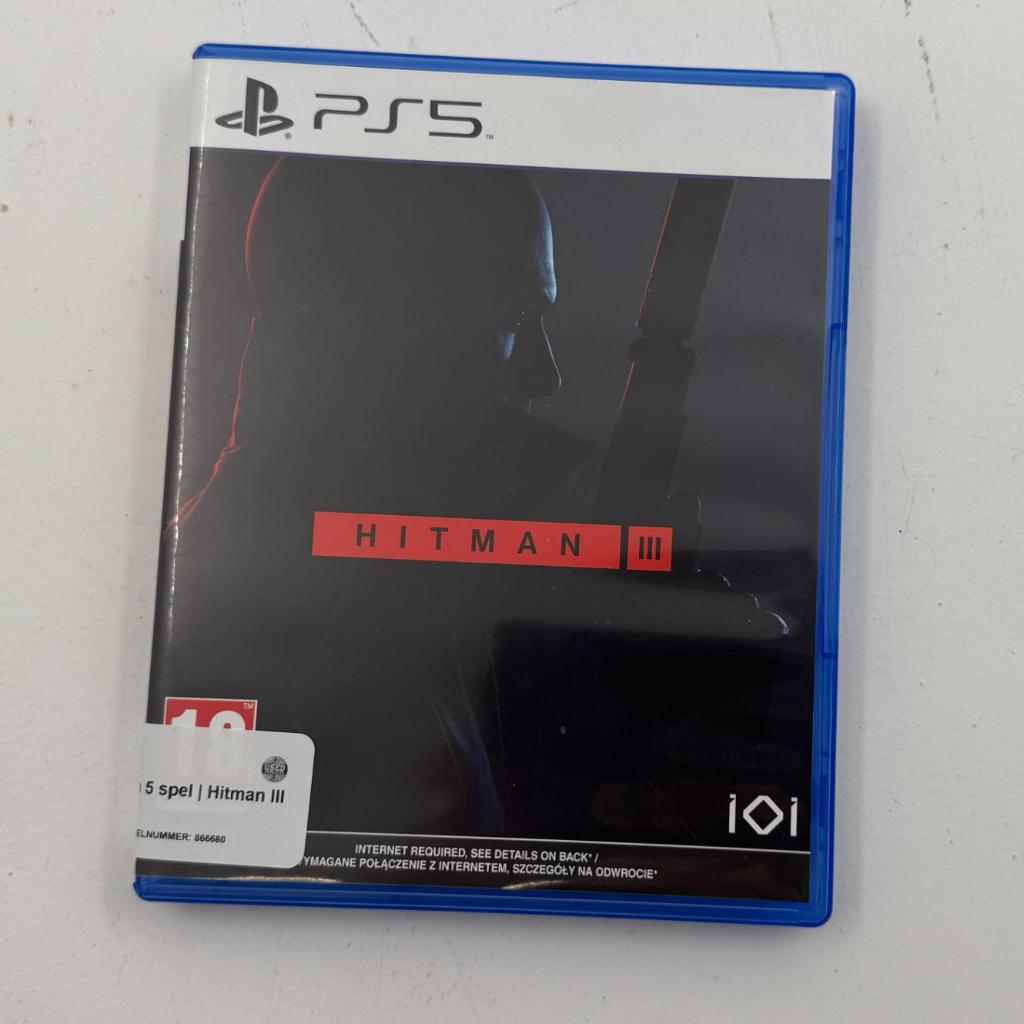 PS5
HITMAN III
18
USED
5 spel | Hitman III
ELNUMMER: 866680
iOi
INTERNET REQUIRED, SEE DETAILS ON BACK* /
YMAGANE POŁĄCZENIE Z INTERNETEM, SZCZEGÓŁY NA ODWROCIE*